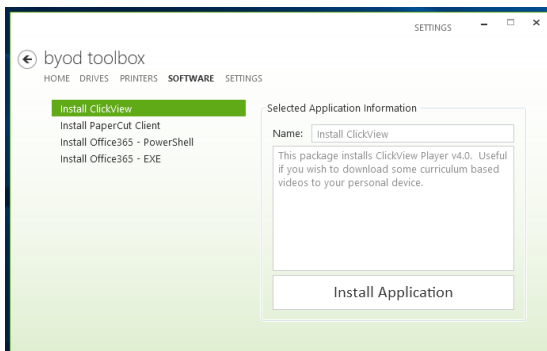 SETTINGS
byod toolbox
HOME DRIVES PRINTERS SOFTWARE SETTINGS
Install ClickView
Install PaperCut Client
Install Office365 - PowerShell
Install Office365 - EXE
Selected Application Information
Name: Install ClickView
This package installs ClickView Player v4.0. Useful
if you wish to download some curriculum based
videos to your personal device.
Install Application